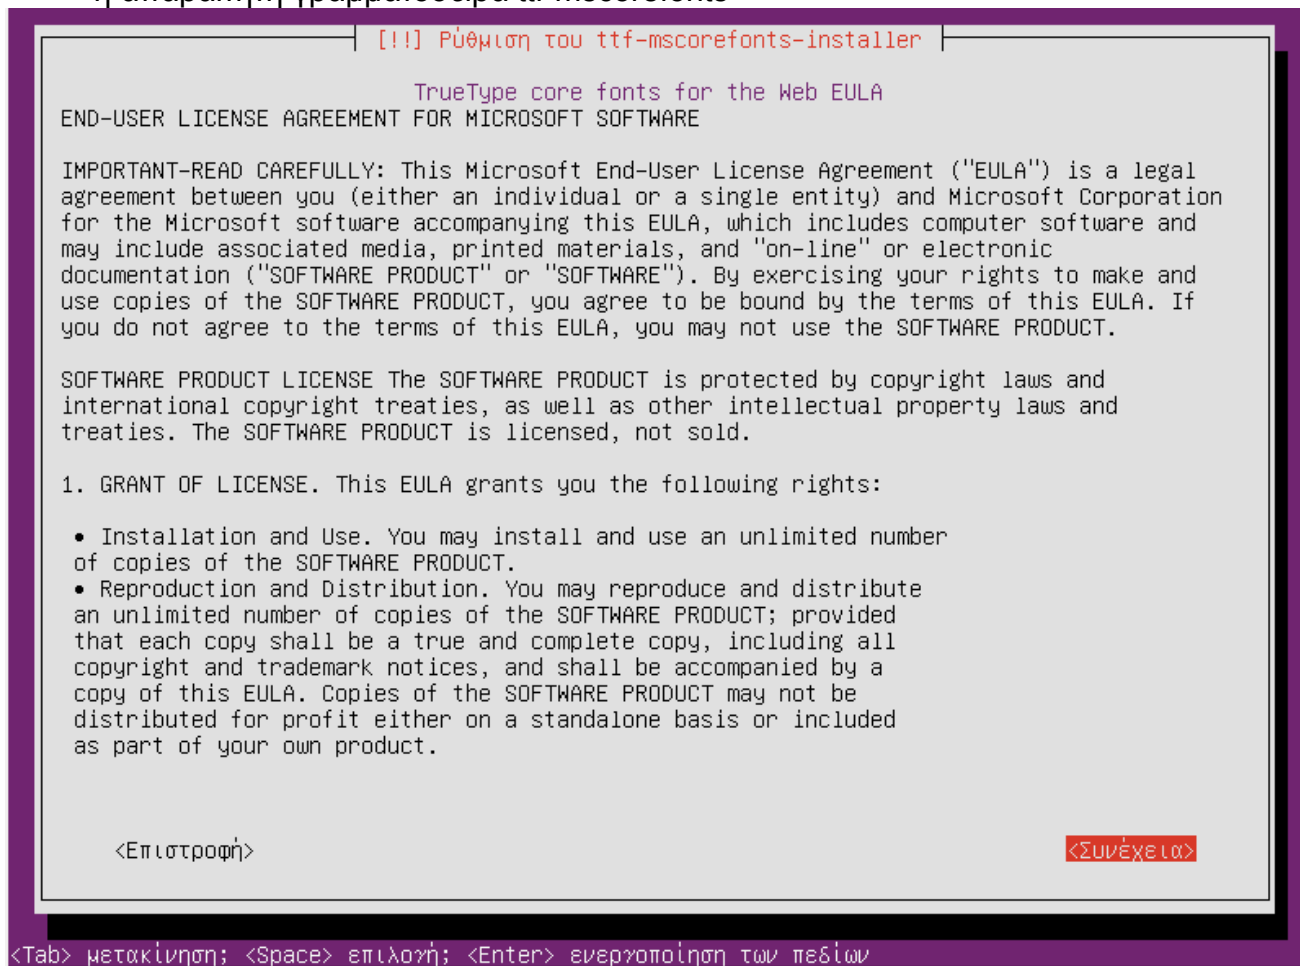 η απαραίτητη γραμματοσειρά ttf-mscorefonts
[!!] Ρύθμιση του ttf-mscorefonts-installer
TrueType core fonts for the Web EULA
END-USER LICENSE AGREEMENT FOR MICROSOFT SOFTWARE
IMPORTANT-READ CAREFULLY: This Microsoft End-User License Agreement ("EULA") is a legal
agreement between you (either an individual or a single entity) and Microsoft Corporation
for the Microsoft software accompanying this EULA, which includes computer software and
may include associated media, printed materials, and "on-line" or electronic
documentation ("SOFTWARE PRODUCT" or "SOFTWARE"). By exercising your rights to make and
use copies of the SOFTWARE PRODUCT, you agree to be bound by the terms of this EULA. If
you do not agree to the terms of this EULA, you may not use the SOFTWARE PRODUCT.
SOFTWARE PRODUCT LICENSE The SOFTWARE PRODUCT is protected by copyright laws and
international copyright treaties, as well as other intellectual property laws and
treaties. The SOFTWARE PRODUCT is licensed, not sold.
1. GRANT OF LICENSE. This EULA grants you the following rights:
• Installation and Use. You may install and use an unlimited number
of copies of the SOFTWARE PRODUCT.
• Reproduction and Distribution. You may reproduce and distribute
an unlimited number of copies of the SOFTWARE PRODUCT; provided
that each copy shall be a true and complete copy, including all
copyright and trademark notices, and shall be accompanied by a
copy of this EULA. Copies of the SOFTWARE PRODUCT may not be
distributed for profit either on a standalone basis or included
as part of your own product.
<Επιστροφή> <Συνέχεια>
<Tab> μετακίνηση; <Space> επιλογή; <Enter> ενεργοποίηση των πεδίων